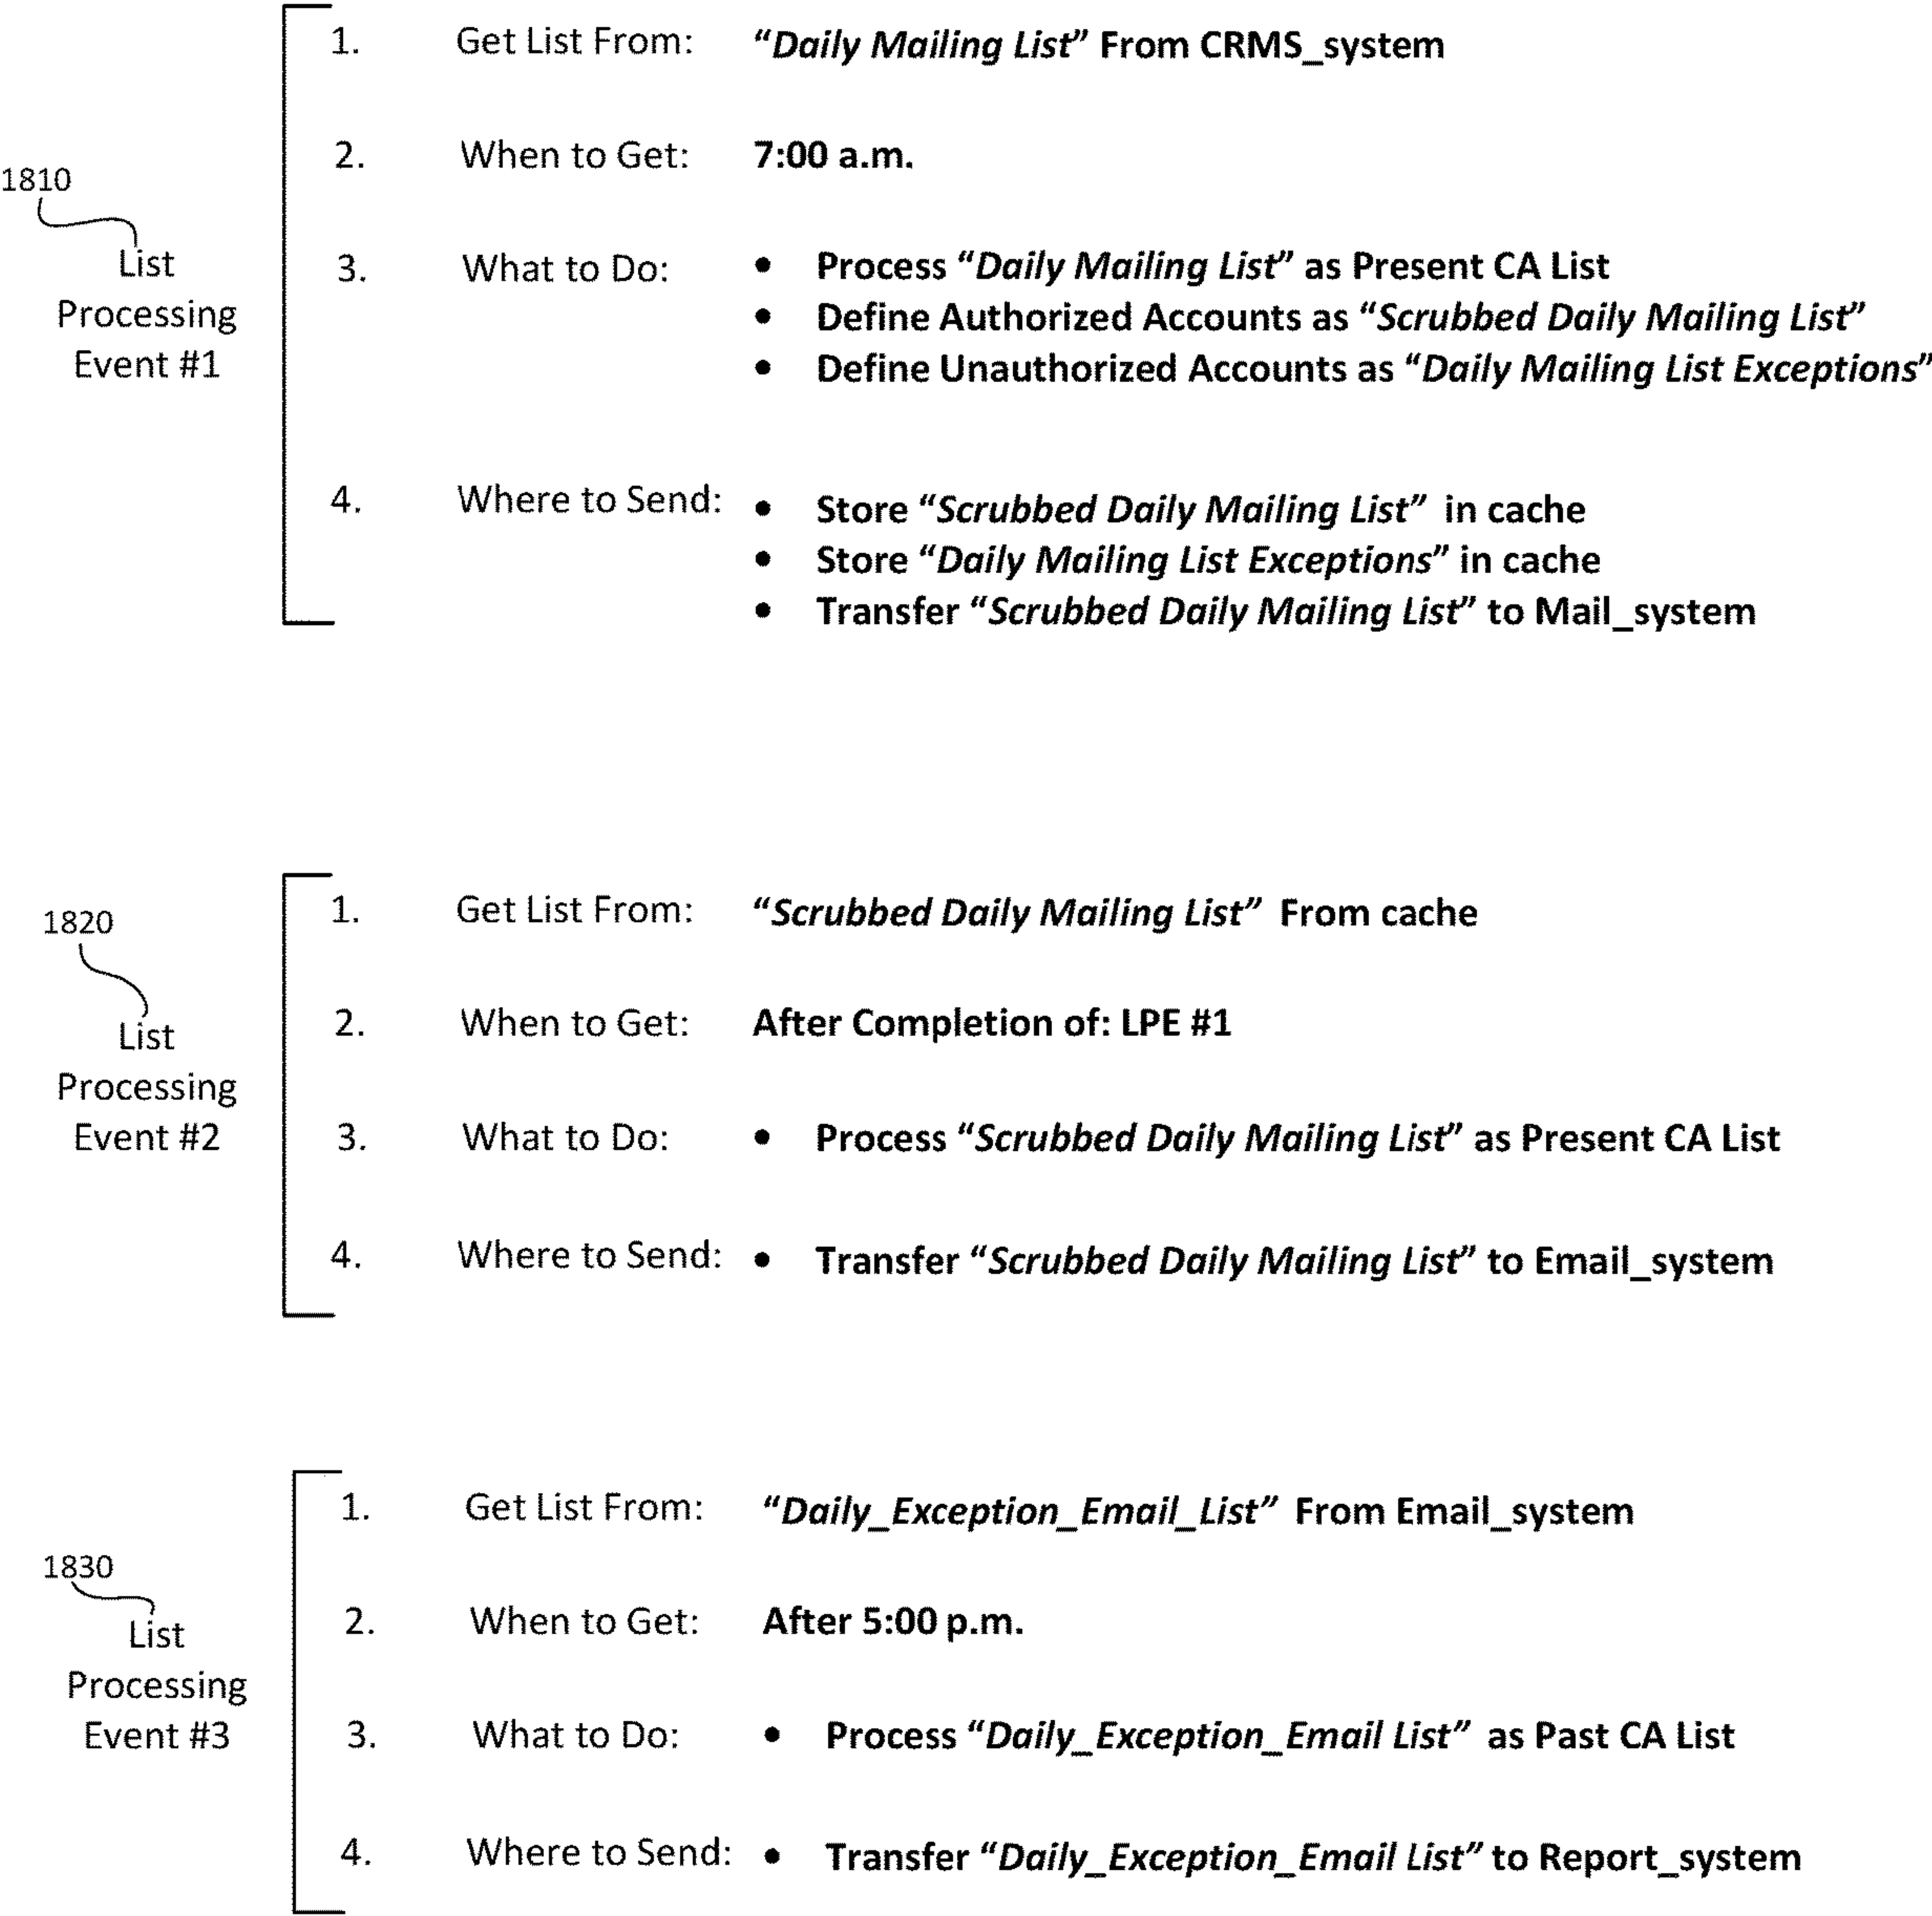 1. Get List From: “Daily Mailing List” From CRMS_system
2. When to Get: 7:00 a.m.
1810
List
Processing
Event #1
3. What to Do: • Process “Daily Mailing List” as Present CA List
• Define Authorized Accounts as “Scrubbed Daily Mailing List”
• Define Unauthorized Accounts as “Daily Mailing List Exceptions”
4. Where to Send: • Store “Scrubbed Daily Mailing List” in cache
• Store “Daily Mailing List Exceptions” in cache
• Transfer “Scrubbed Daily Mailing List” to Mail_system
1. Get List From: “Scrubbed Daily Mailing List” From cache
1820
List
Processing
Event #2
2. When to Get: After Completion of: LPE #1
3. What to Do: • Process “Scrubbed Daily Mailing List” as Present CA List
4. Where to Send: • Transfer “Scrubbed Daily Mailing List” to Email_system
1. Get List From: “Daily_Exception_Email_List” From Email_system
1830
List
Processing
Event #3
2. When to Get: After 5:00 p.m.
3. What to Do: • Process “Daily_Exception_Email List” as Past CA List
4. Where to Send: • Transfer “Daily_Exception_Email List” to Report_system